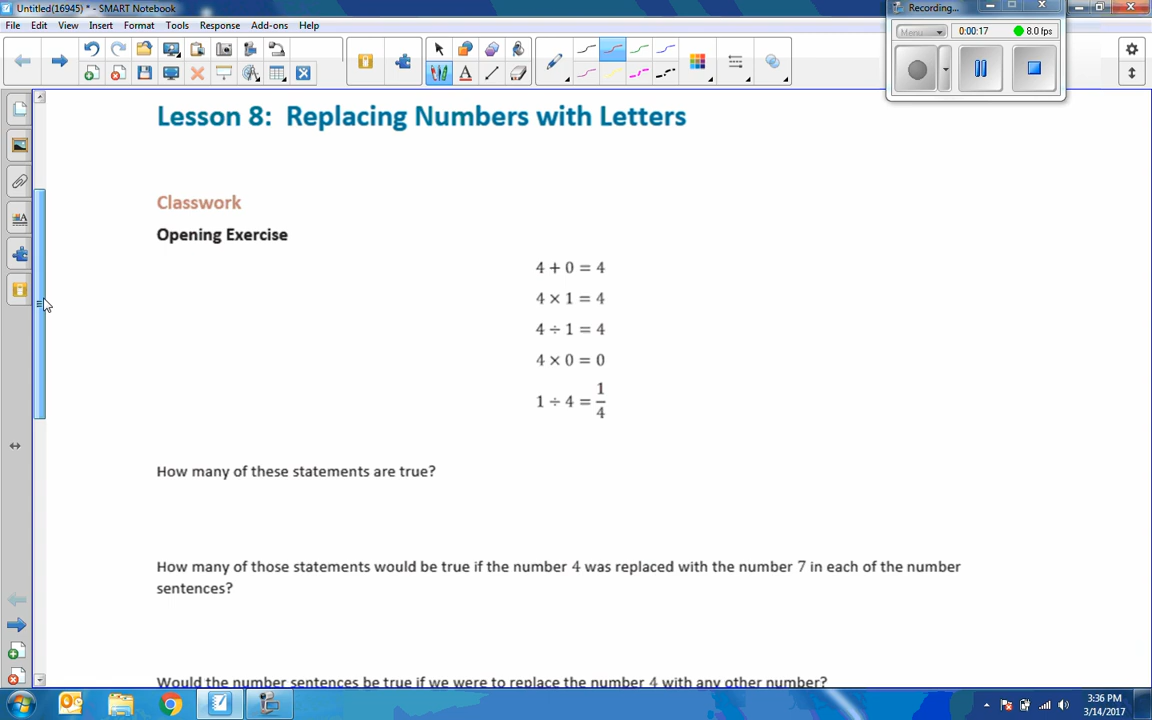 Untitled(16945) * - SMART Notebook
Recording...
File Edit View Insert Format Tools Response Add-ons Help
Menu 0:00:17 8.0 fps
Lesson 8: Replacing Numbers with Letters
Classwork
Opening Exercise
4 + 0 = 4
4 × 1 = 4
4 ÷ 1 = 4
4 × 0 = 0
1 ÷ 4 = 1/4
How many of these statements are true?
How many of those statements would be true if the number 4 was replaced with the number 7 in each of the number
sentences?
Would the number sentences be true if we were to replace the number 4 with any other number?
3:36 PM
3/14/2017